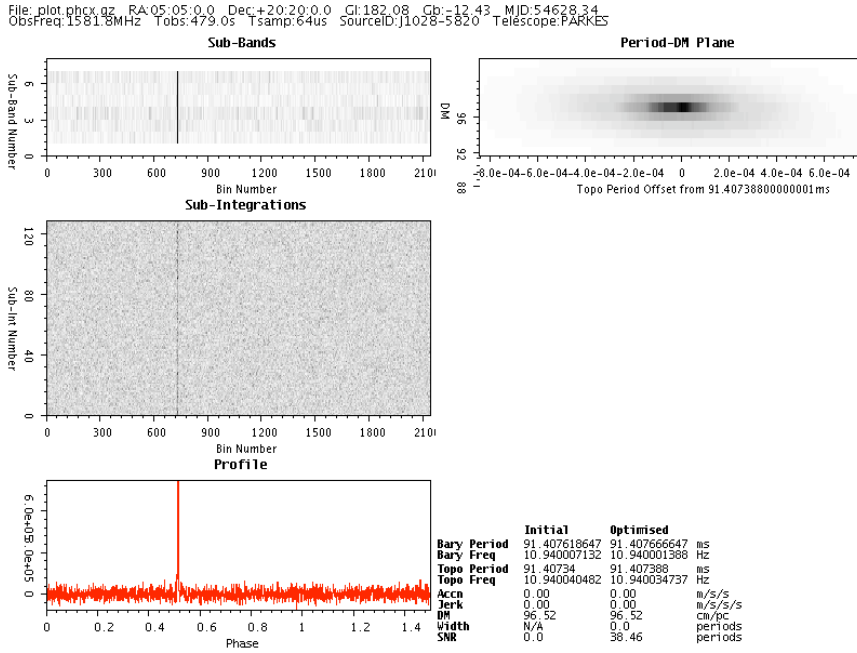 File: plot.phcx.gz RA:05:05:0.0 Dec:+20:20:0.0 Gl:182.08 Gb:-12.43 MJD:54628.34
ObsFreq:1581.8MHz Tobs:479.0s Tsamp:64us SourceID:J1028-5820 Telescope:PARKES
Sub-Bands
Sub-Band Number
6
3
0
0 300 600 900 1200 1500 1800 210
Bin Number
Period-DM Plane
DM
96
92
88
-8.0e-04 -6.0e-04 -4.0e-04 -2.0e-04 0 2.0e-04 4.0e-04 6.0e-04
Topo Period Offset from 91.40738800000001ms
Sub-Integrations
Sub-Int Number
120
80
40
0
0 300 600 900 1200 1500 1800 210
Bin Number
Profile
0
0 0.2 0.4 0.6 0.8 1 1.2 1.4
Phase
Initial Optimised
Bary Period 91.407618647 91.407666647 ms
Bary Freq 10.940007132 10.940001388 Hz
Topo Period 91.40734 91.407388 ms
Topo Freq 10.940040482 10.940034737 Hz
Accn 0.00 0.00 m/s/s
Jerk 0.00 0.00 m/s/s/s
DM 96.52 96.52 cm/pc
Width N/A 0.0 periods
SNR 0.0 38.46 periods